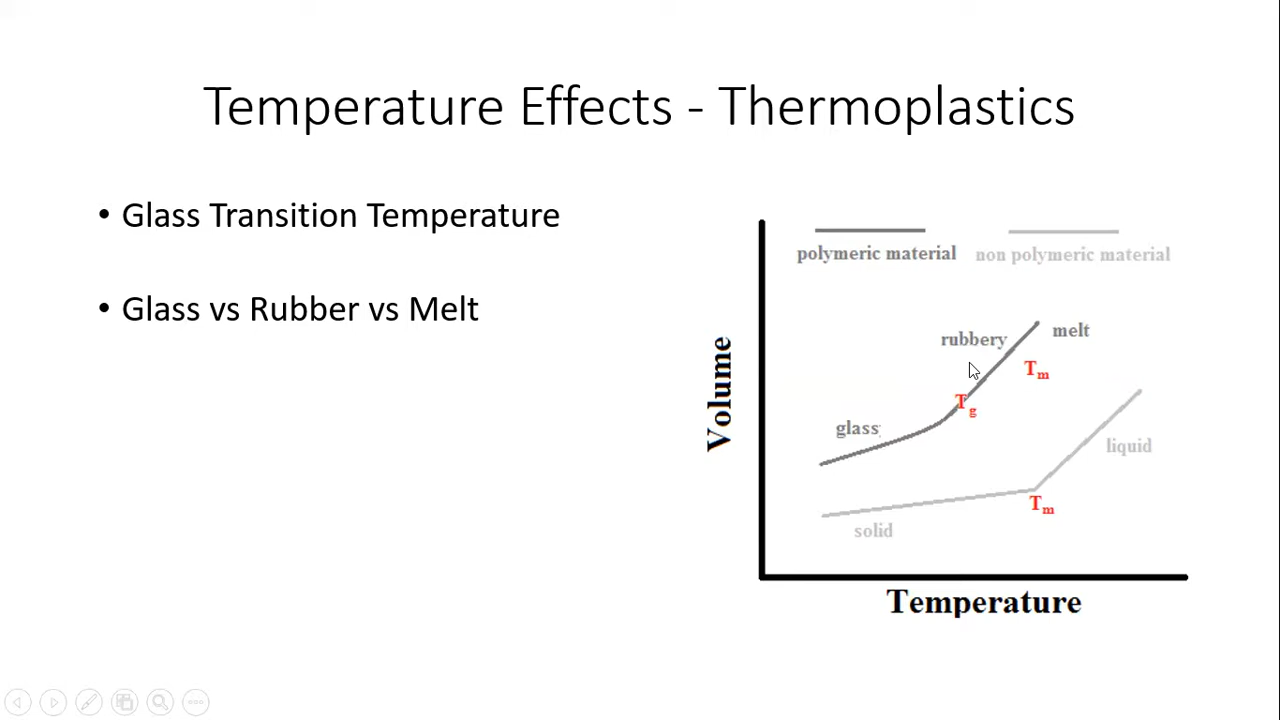 Temperature Effects - Thermoplastics
• Glass Transition Temperature
• Glass vs Rubber vs Melt
polymeric material
non polymeric material
rubbery
melt
Tm
Tg
glass
liquid
Tm
solid
Volume
Temperature